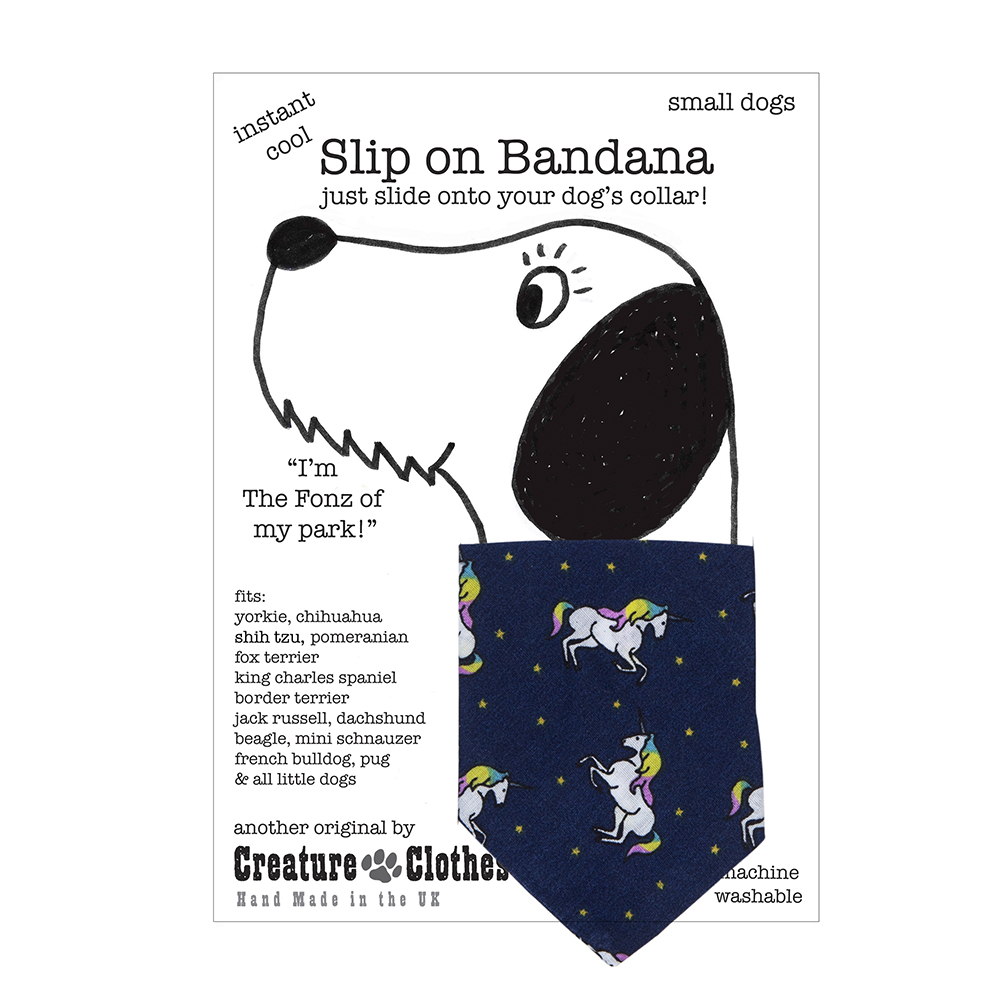 instant
cool
small dogs
Slip on Bandana
just slide onto your dog's collar!
“I'm
The Fonz of
my park!”
fits:
yorkie, chihuahua
shih tzu, pomeranian
fox terrier
king charles spaniel
border terrier
jack russell, dachshund
beagle, mini schnauzer
french bulldog, pug
& all little dogs
another original by
Creature Clothes
Hand Made in the UK
machine
washable